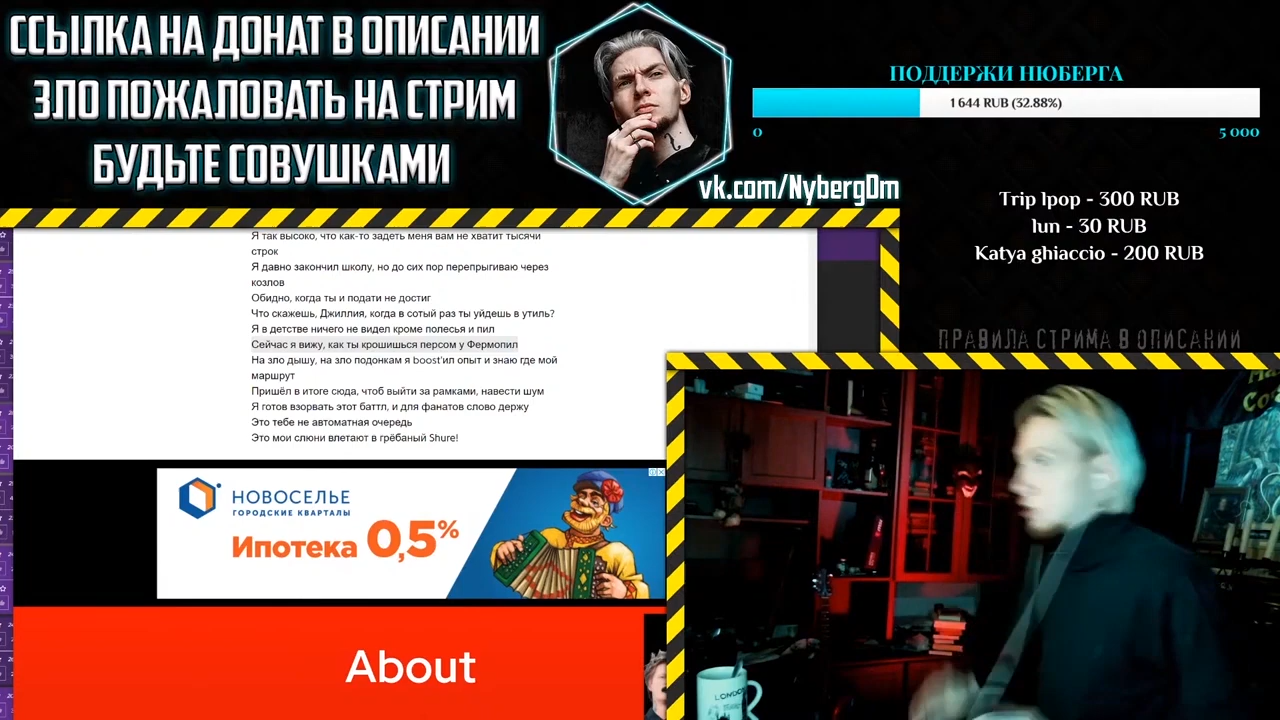 ССЫЛКА НА ДОНАТ В ОПИСАНИИ
ЗЛО ПОЖАЛОВАТЬ НА СТРИМ
БУДЬТЕ СОВУШКАМИ
vk.com/NybergDm
ПОДДЕРЖИ НЮБЕРГА
1 644 RUB (32.88%)
0
5 000
Trip lpop - 300 RUB
lun - 30 RUB
Katya ghiaccio - 200 RUB
ПРАВИЛА СТРИМА В ОПИСАНИИ
Я так высоко, что как-то задеть меня вам не хватит тысячи
строк
Я давно закончил школу, но до сих пор перепрыгиваю через
козлов
Обидно, когда ты и подати не достиг
Что скажешь, Джиллия, когда в сотый раз ты уйдешь в утиль?
Я в детстве ничего не видел кроме полесья и пил
Сейчас я вижу, как ты крошишься персом у Фермопил
На зло дышу, на зло подонкам я boost'ил опыт и знаю где мой
маршрут
Пришёл в итоге сюда, чтоб выйти за рамками, навести шум
Я готов взорвать этот баттл, и для фанатов слово держу
Это тебе не автоматная очередь
Это мои слюни влетают в грёбаный Shure!
НОВОСЕЛЬЕ
ГОРОДСКИЕ КВАРТАЛЫ
Ипотека 0,5%
About
LONDON